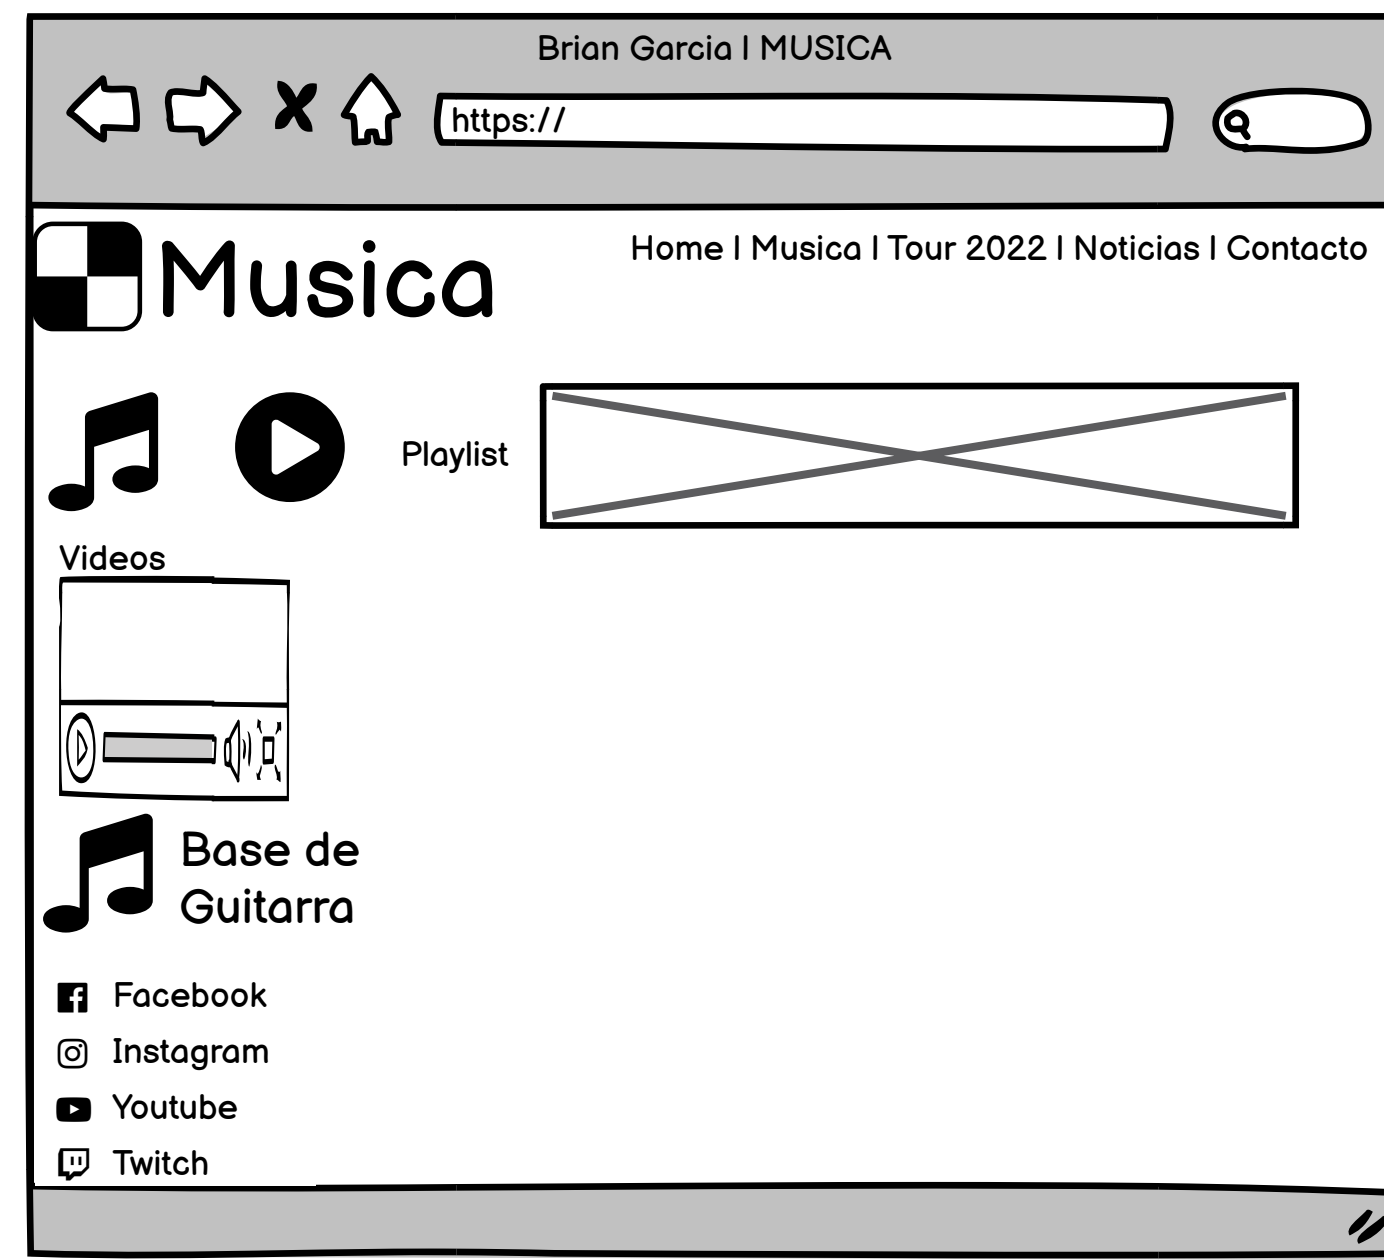 Brian Garcia | MUSICA
https://
Musica
Home | Musica | Tour 2022 | Noticias | Contacto
Playlist
Videos
Base de
Guitarra
Facebook
Instagram
Youtube
Twitch